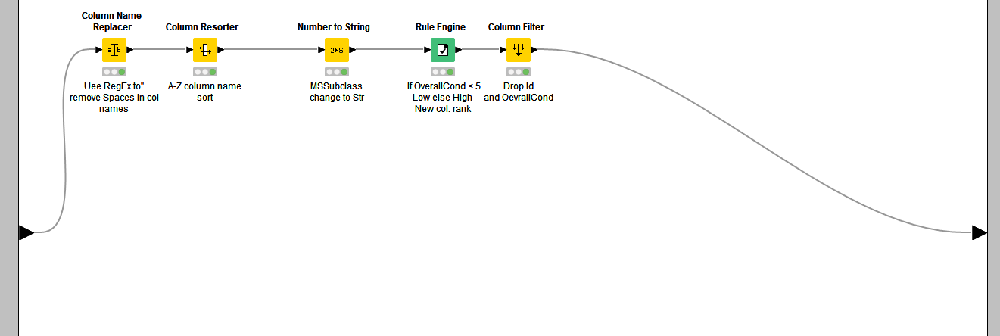 Column Name
Replacer
Column Resorter
Number to String
Rule Engine
Column Filter
a b
2 S
Uee RegEx to"
remove Spaces in col
names
A-Z column name
sort
MSSubclass
change to Str
If OverallCond < 5
Low else High
New col: rank
Drop Id
and OevrallCond